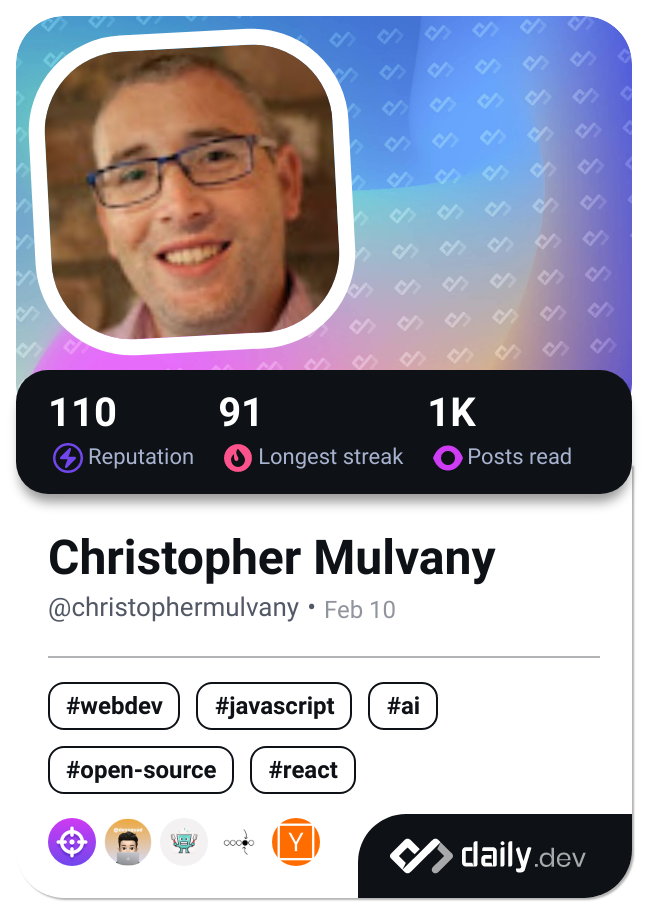 110 91 1K
Reputation Longest streak Posts read
Christopher Mulvany
@christophermulvany • Feb 10
#webdev #javascript #ai
#open-source #react
Y
daily.dev